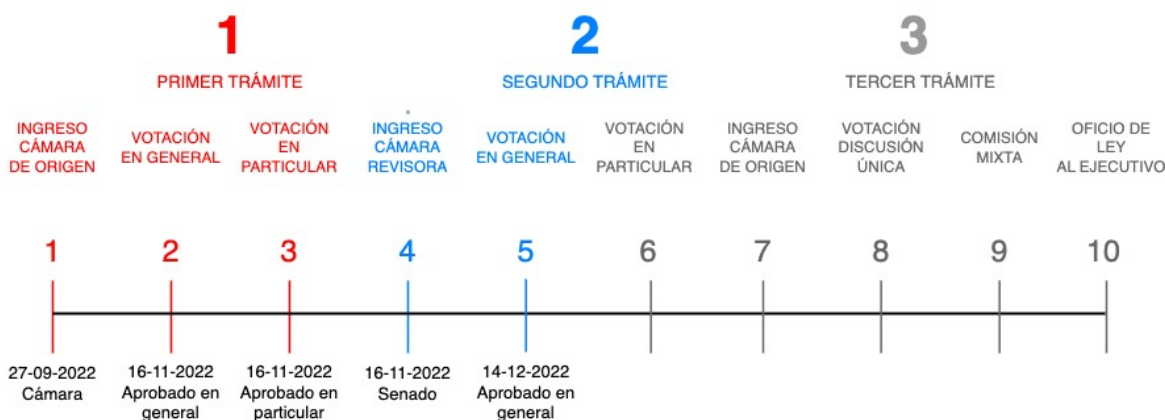 1
2
3
PRIMER TRÁMITE
SEGUNDO TRÁMITE
TERCER TRÁMITE
INGRESO
CÁMARA
DE ORIGEN
VOTACIÓN
EN GENERAL
VOTACIÓN
EN
PARTICULAR
INGRESO
CÁMARA
REVISORA
VOTACIÓN
EN GENERAL
VOTACIÓN
EN
PARTICULAR
INGRESO
CÁMARA
DE ORIGEN
VOTACIÓN
DISCUSIÓN
ÚNICA
COMISIÓN
MIXTA
OFICIO DE
LEY
AL EJECUTIVO
1
2
3
4
5
6
7
8
9
10
27-09-2022
Cámara
16-11-2022
Aprobado en
general
16-11-2022
Aprobado en
particular
16-11-2022
Senado
14-12-2022
Aprobado en
general